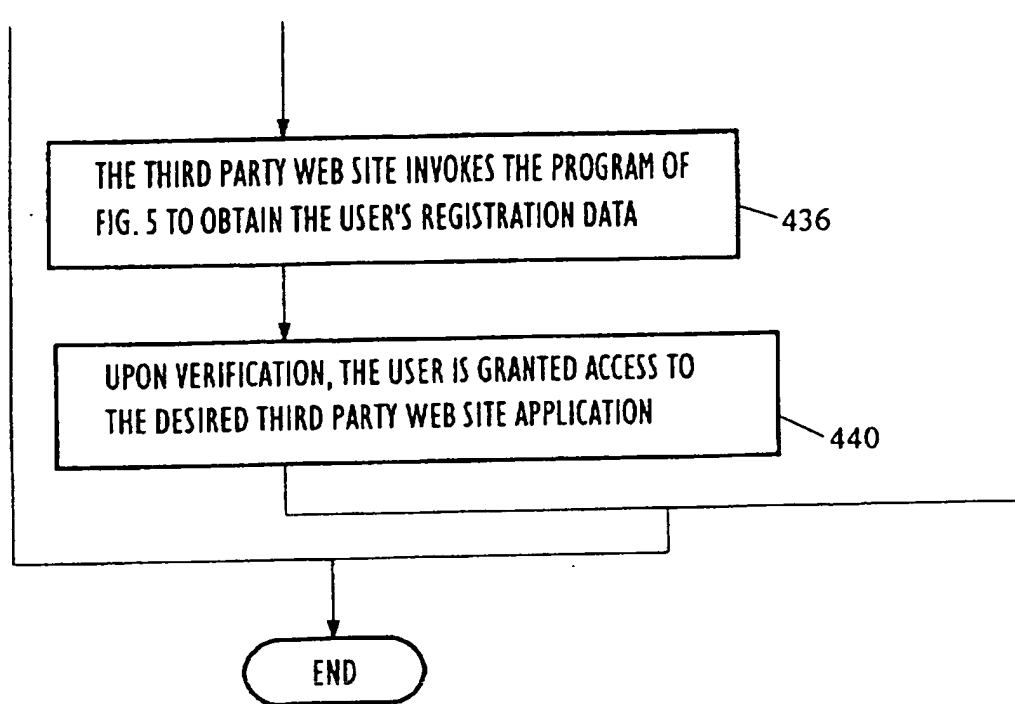 THE THIRD PARTY WEB SITE INVOKES THE PROGRAM OF
FIG. 5 TO OBTAIN THE USER'S REGISTRATION DATA
436
UPON VERIFICATION, THE USER IS GRANTED ACCESS TO
THE DESIRED THIRD PARTY WEB SITE APPLICATION
440
END